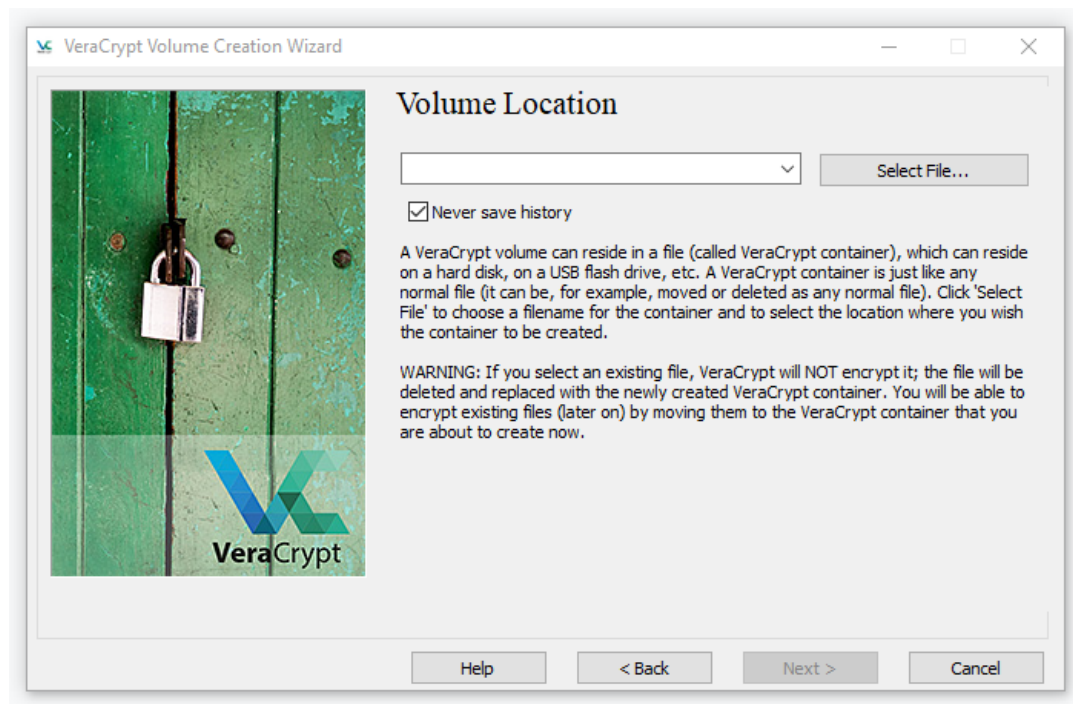 VeraCrypt Volume Creation Wizard
Volume Location
Select File...
Never save history
A VeraCrypt volume can reside in a file (called VeraCrypt container), which can reside
on a hard disk, on a USB flash drive, etc. A VeraCrypt container is just like any
normal file (it can be, for example, moved or deleted as any normal file). Click 'Select
File' to choose a filename for the container and to select the location where you wish
the container to be created.
WARNING: If you select an existing file, VeraCrypt will NOT encrypt it; the file will be
deleted and replaced with the newly created VeraCrypt container. You will be able to
encrypt existing files (later on) by moving them to the VeraCrypt container that you
are about to create now.
VeraCrypt
Help
< Back
Next >
Cancel